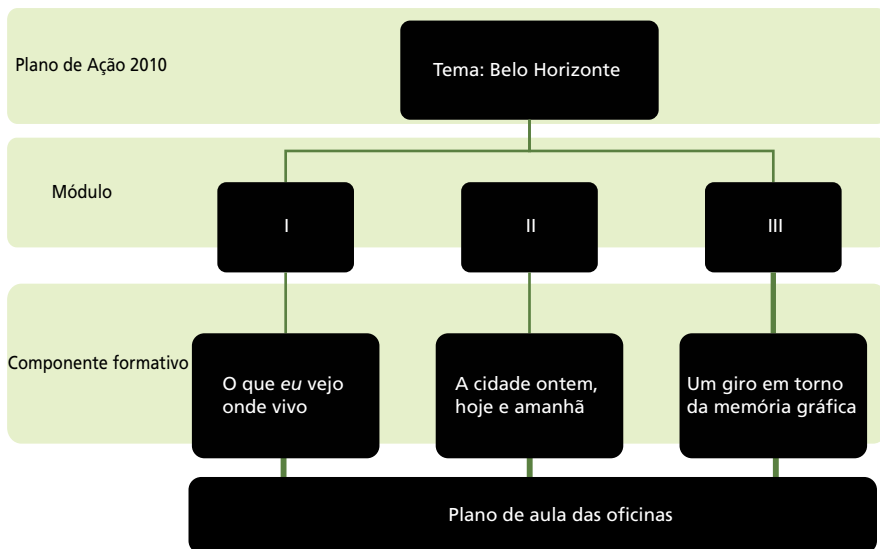 Plano de Ação 2010
Tema: Belo Horizonte
Módulo
I
II
III
Componente formativo
O que eu vejo
onde vivo
A cidade ontem,
hoje e amanhã
Um giro em torno
da memória gráfica
Plano de aula das oficinas